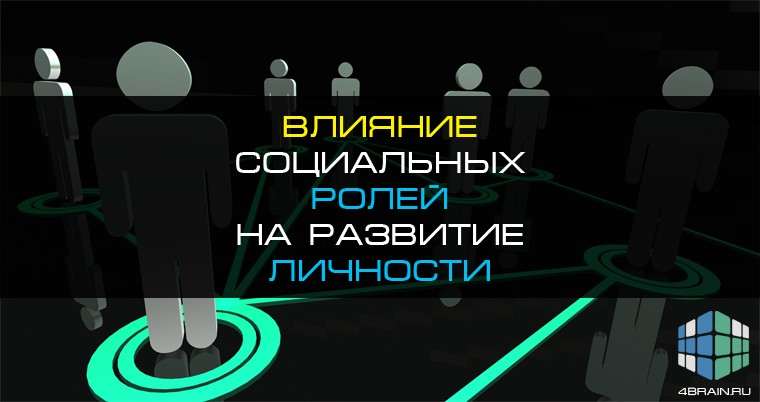 ВЛИЯНИЕ
СОЦИАЛЬНЫХ
РОЛЕЙ
НА РАЗВИТИЕ
ЛИЧНОСТИ
4BRAIN.RU